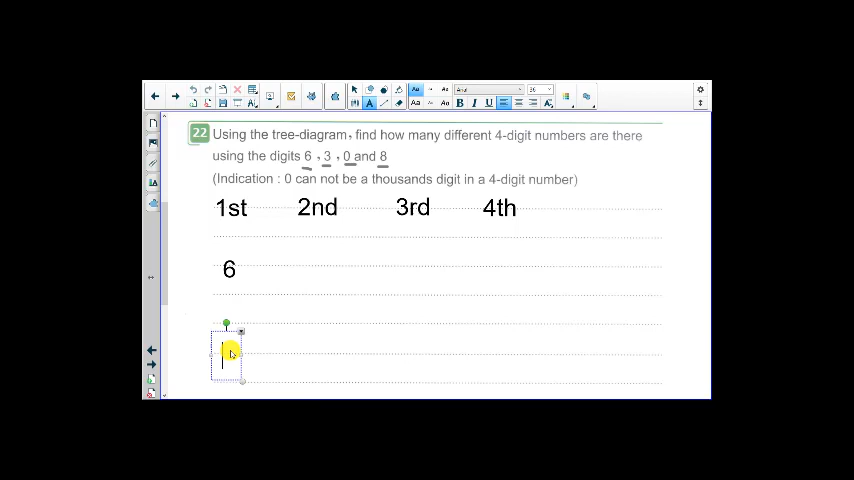 Arial 36
B I U
22 Using the tree-diagram, find how many different 4-digit numbers are there
using the digits 6 , 3 , 0 and 8
(Indication : 0 can not be a thousands digit in a 4-digit number)
1st 2nd 3rd 4th
6